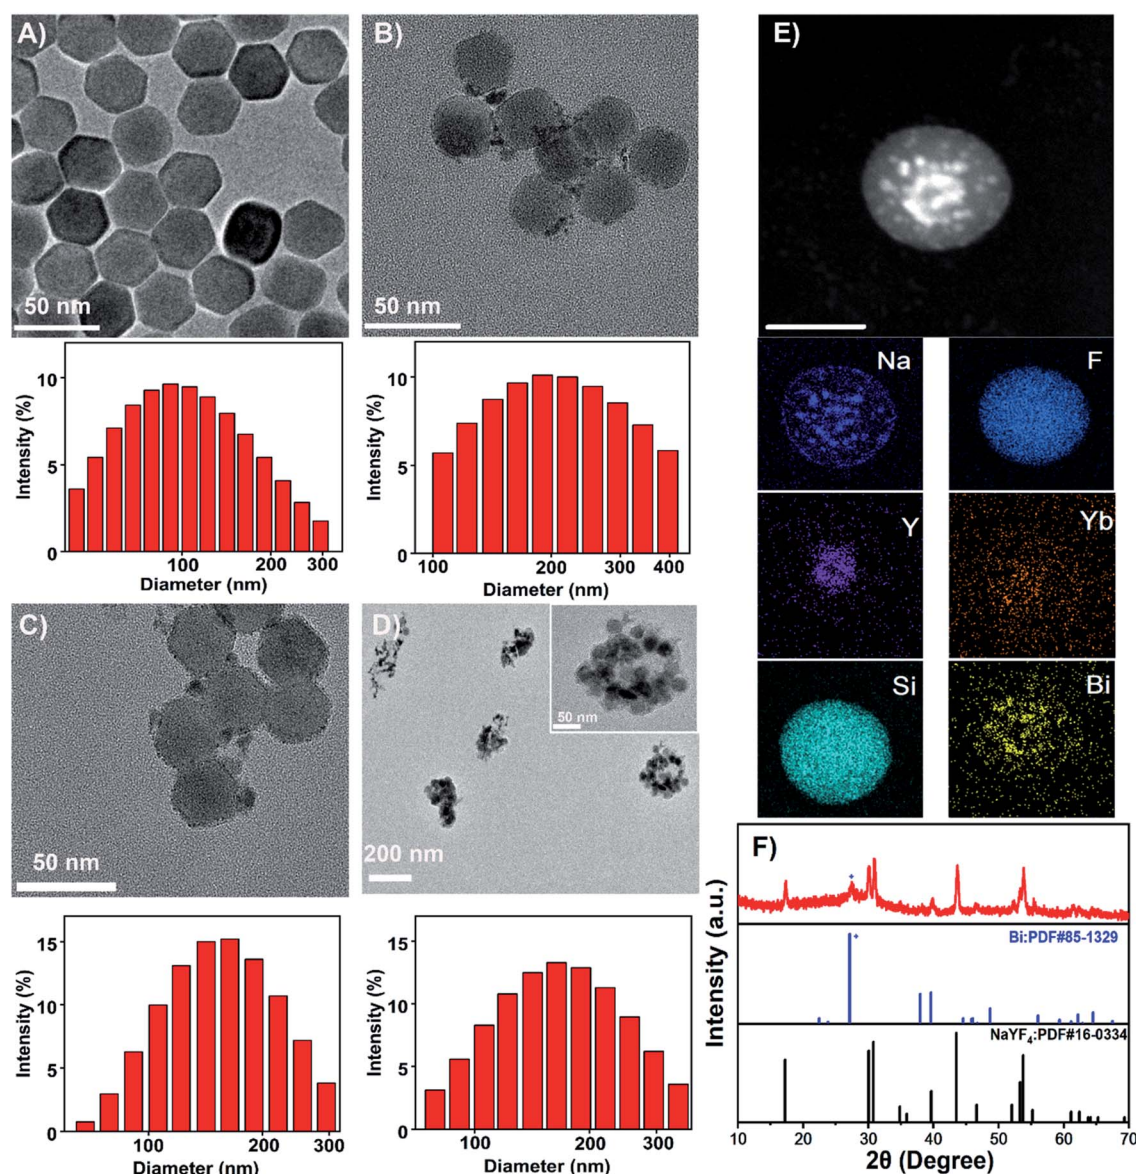 A)
50 nm
10
5
0
Intensity (%)
100
200
300
Diameter (nm)
B)
50 nm
10
5
0
Intensity (%)
100
200
300
400
Diameter (nm)
C)
50 nm
15
10
5
0
Intensity (%)
100
200
300
Diameter (nm)
D)
50 nm
200 nm
15
10
5
0
Intensity (%)
100
200
300
Diameter (nm)
E)
Na
F
Y
Yb
Si
Bi
F)
Bi:PDF#85-1329
NaYF4:PDF#16-0334
Intensity (a.u.)
10
20
30
40
50
60
70
2θ (Degree)